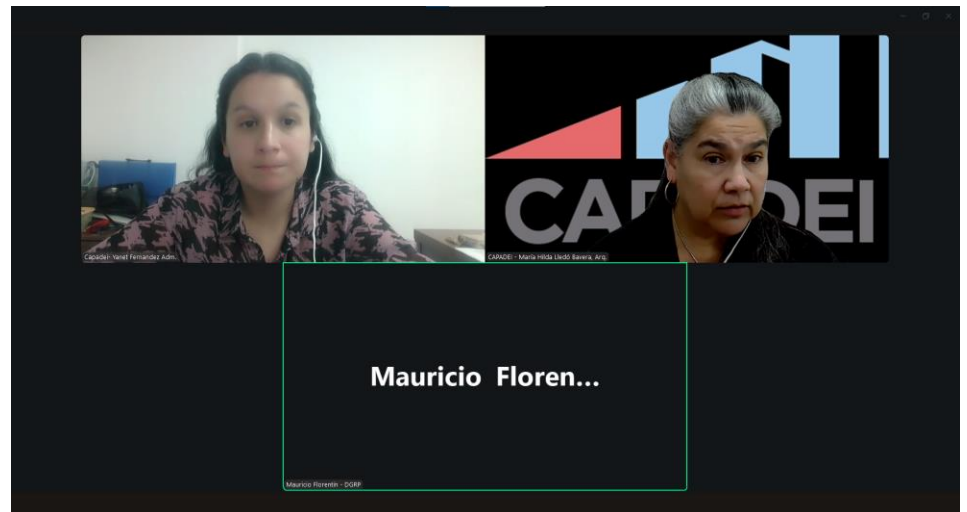 CAPADEI
Capadei- Yanet Fernandez Adm.
CAPADEI - María Hilda Lledó Bavera, Arq.
Mauricio Floren...
Mauricio Florentín - DGRP